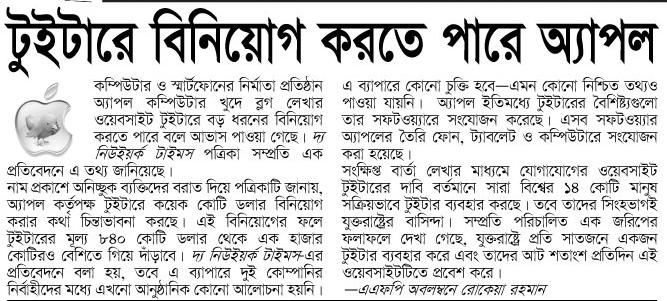 টুইটারে বিনিয়োগ করতে পারে অ্যাপল
কম্পিউটার ও স্মার্টফোনের নির্মাতা প্রতিষ্ঠান
অ্যাপল কম্পিউটার খুদে ব্লগ লেখার
ওয়েবসাইট টুইটারে বড় ধরনের বিনিয়োগ
করতে পারে বলে আভাস পাওয়া গেছে। দ্য
নিউইয়র্ক টাইমস পত্রিকা সম্প্রতি এক
প্রতিবেদনে এ তথ্য জানিয়েছে।
নাম প্রকাশে অনিচ্ছুক ব্যক্তিদের বরাত দিয়ে পত্রিকাটি জানায়,
অ্যাপল কর্তৃপক্ষ টুইটারে কয়েক কোটি ডলার বিনিয়োগ
করার কথা চিন্তাভাবনা করছে। এই বিনিয়োগের ফলে
টুইটারের মূল্য ৮৪০ কোটি ডলার থেকে এক হাজার
কোটিরও বেশিতে গিয়ে দাঁড়াবে। দ্য নিউইয়র্ক টাইমস-এর
প্রতিবেদনে বলা হয়, তবে এ ব্যাপারে দুই কোম্পানির
নির্বাহীদের মধ্যে এখনো আনুষ্ঠানিক কোনো আলোচনা হয়নি।
এ ব্যাপারে কোনো চুক্তি হবে—এমন কোনো নিশ্চিত তথ্যও
পাওয়া যায়নি। অ্যাপল ইতিমধ্যে টুইটারের বৈশিষ্ট্যগুলো
তার সফটওয়্যারে সংযোজন করেছে। এসব সফটওয়্যার
অ্যাপলের তৈরি ফোন, ট্যাবলেট ও কম্পিউটারে সংযোজন
করা হয়েছে।
সংক্ষিপ্ত বার্তা লেখার মাধ্যমে যোগাযোগের ওয়েবসাইট
টুইটারের দাবি বর্তমানে সারা বিশ্বের ১৪ কোটি মানুষ
সক্রিয়ভাবে টুইটার ব্যবহার করছে। তবে তাদের সিংহভাগই
যুক্তরাষ্ট্রের বাসিন্দা। সম্প্রতি পরিচালিত এক জরিপের
ফলাফলে দেখা গেছে, যুক্তরাষ্ট্রে প্রতি সাতজনে একজন
টুইটার ব্যবহার করে এবং তাদের আট শতাংশ প্রতিদিন এই
ওয়েবসাইটটিতে প্রবেশ করে।
—এএফপি অবলম্বনে রোকেয়া রহমান